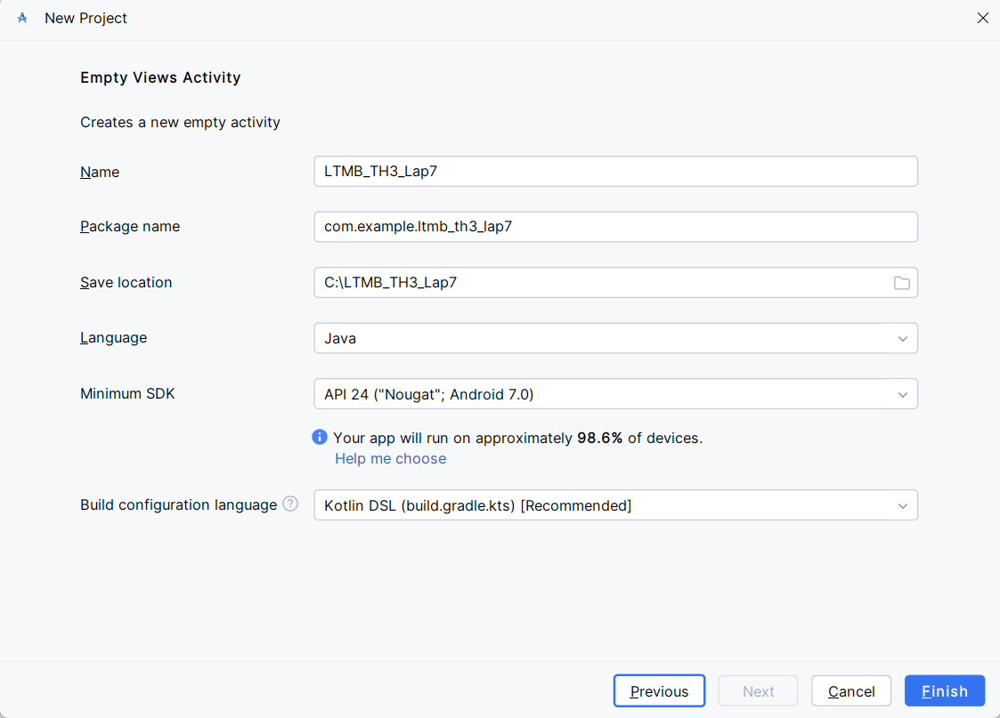 New Project
Empty Views Activity
Creates a new empty activity
Name
LTMB_TH3_Lap7
Package name
com.example.ltmb_th3_lap7
Save location
C:\LTMB_TH3_Lap7
Language
Java
Minimum SDK
API 24 ("Nougat"; Android 7.0)
Your app will run on approximately 98.6% of devices.
Help me choose
Build configuration language ?
Kotlin DSL (build.gradle.kts) [Recommended]
Previous
Next
Cancel
Finish